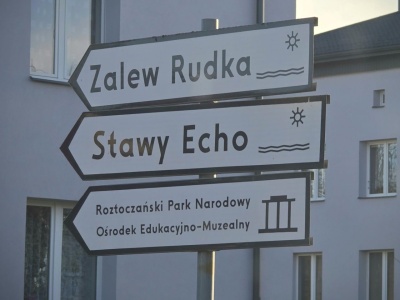 Zalew Rudka
Stawy Echo
Roztoczański Park Narodowy
Ośrodek Edukacyjno-Muzealny